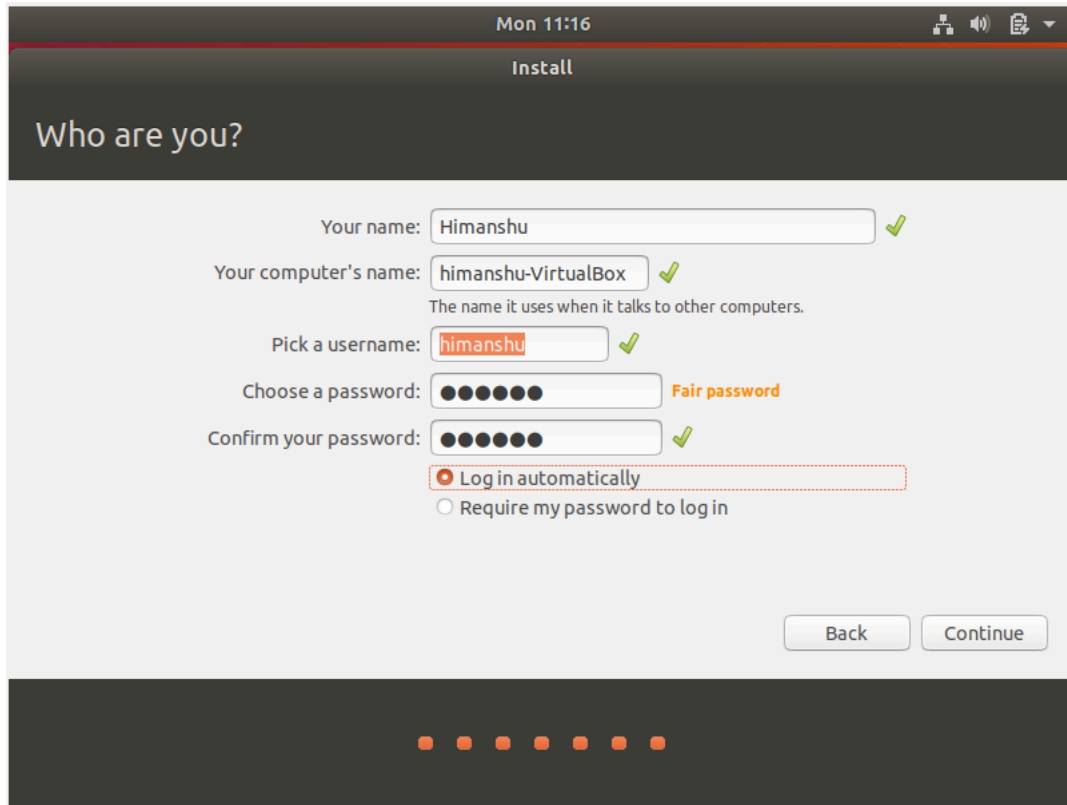 Mon 11:16
Install
Who are you?
Your name: Himanshu
Your computer's name: himanshu-VirtualBox
The name it uses when it talks to other computers.
Pick a username: himanshu
Choose a password: ●●●●●● Fair password
Confirm your password: ●●●●●●
Log in automatically
Require my password to log in
Back Continue